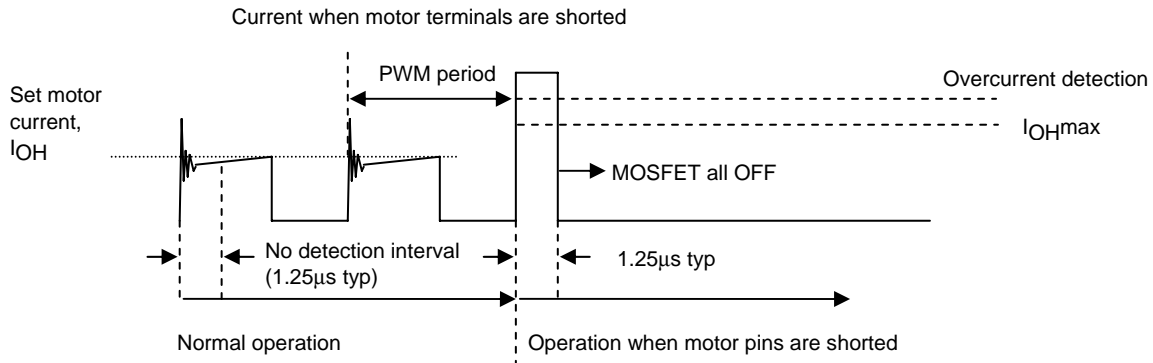 Current when motor terminals are shorted
PWM period
Overcurrent detection
Set motor
current,
IOH
IOHmax
MOSFET all OFF
No detection interval
(1.25μs typ)
1.25μs typ
Normal operation
Operation when motor pins are shorted